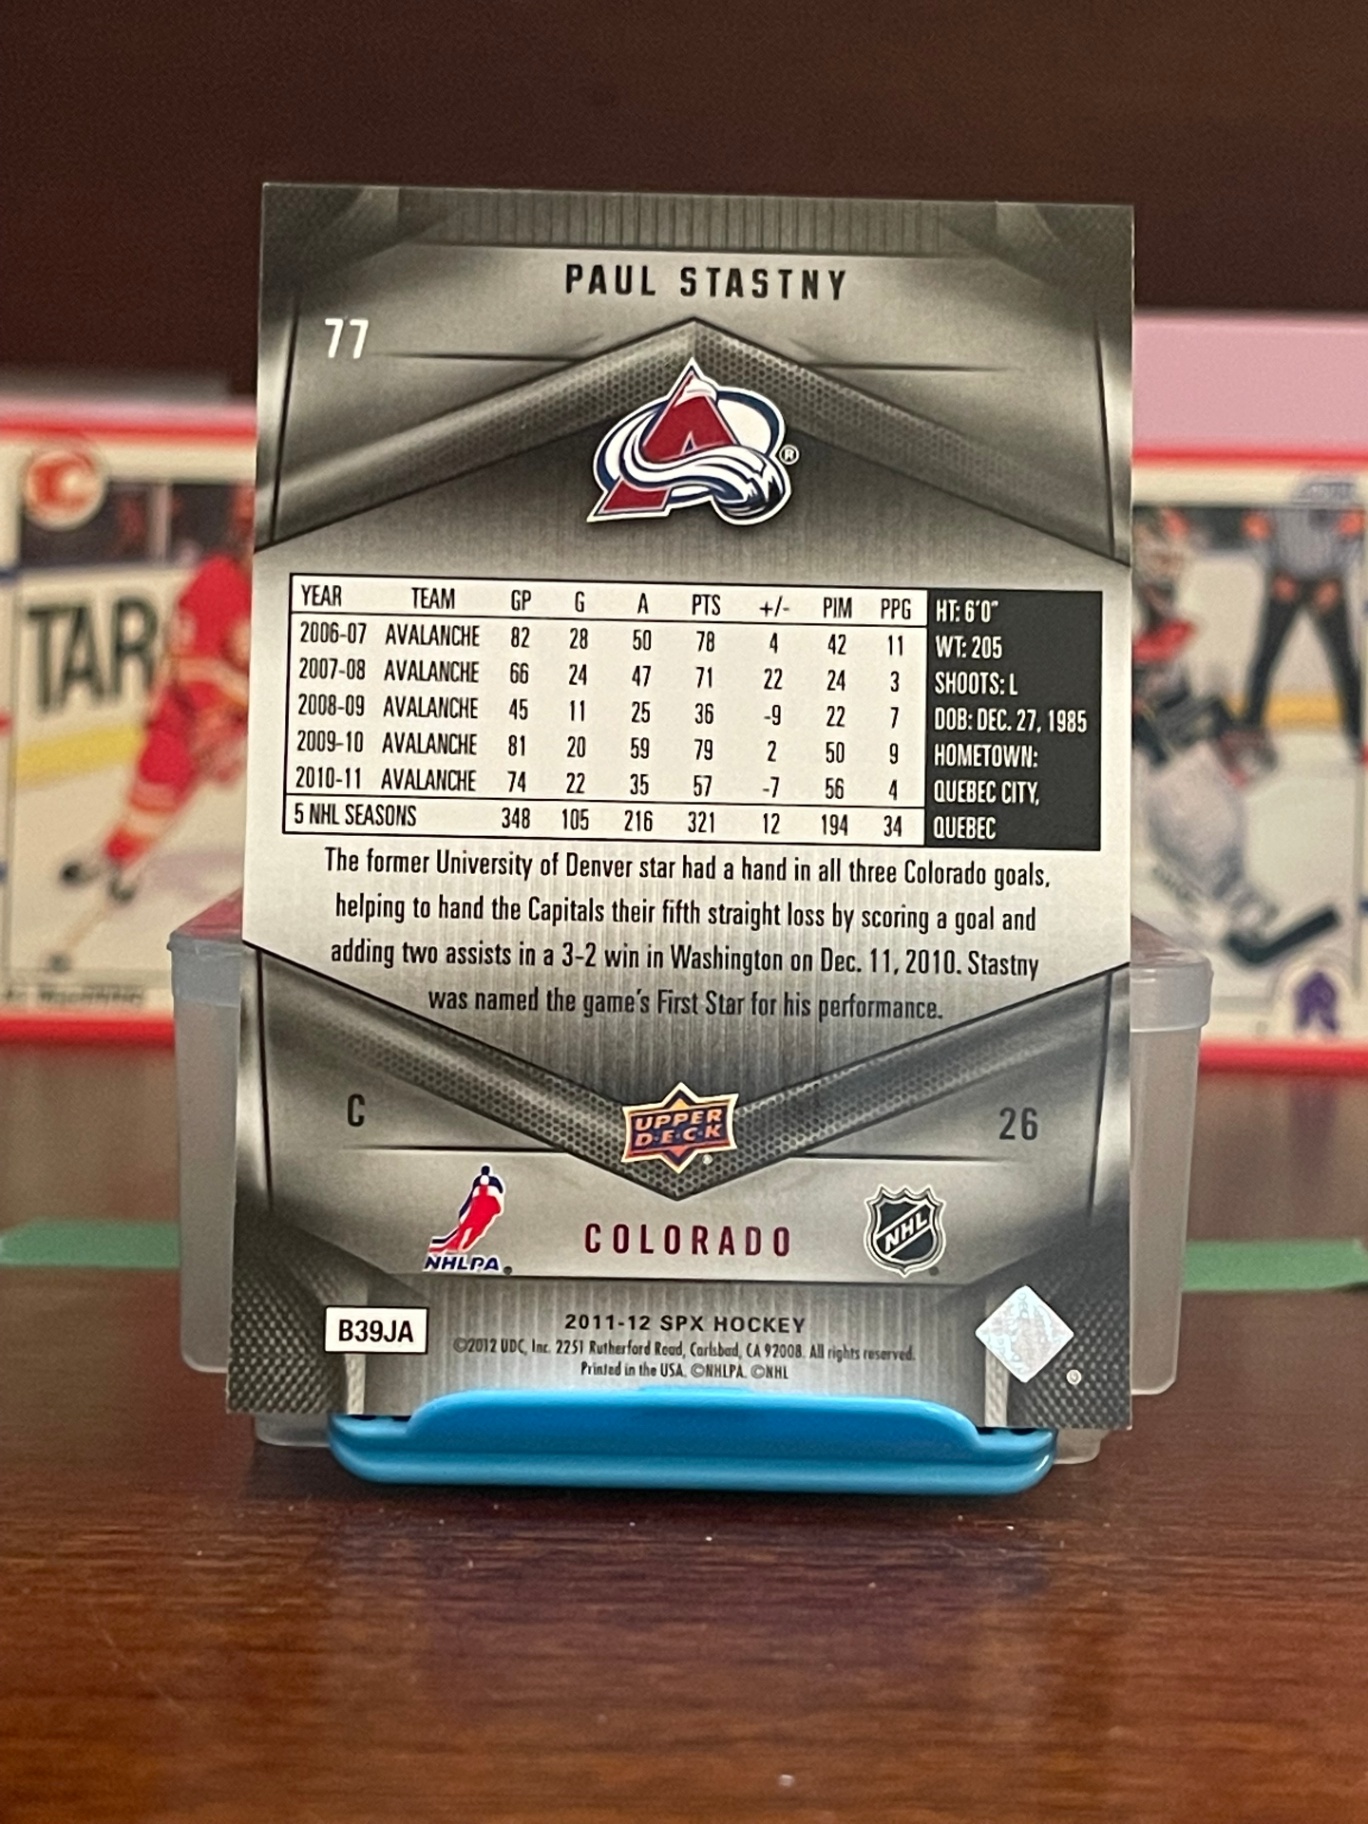 PAUL STASTNY
77
YEAR TEAM GP G A PTS +/- PIM PPG
2006-07 AVALANCHE 82 28 50 78 4 42 11
2007-08 AVALANCHE 66 24 47 71 22 24 3
2008-09 AVALANCHE 45 11 25 36 -9 22 7
2009-10 AVALANCHE 81 20 59 79 2 50 9
2010-11 AVALANCHE 74 22 35 57 -7 56 4
5 NHL SEASONS 348 105 216 321 12 194 34
HT: 6'0"
WT: 205
SHOOTS: L
DOB: DEC. 27, 1985
HOMETOWN:
QUEBEC CITY,
QUEBEC
The former University of Denver star had a hand in all three Colorado goals,
helping to hand the Capitals their fifth straight loss by scoring a goal and
adding two assists in a 3-2 win in Washington on Dec. 11, 2010. Stastny
was named the game's First Star for his performance.
C
26
UPPER
D·E·C·K
NHLPA
COLORADO
NHL
B39JA
2011-12 SPX HOCKEY
©2012 UDC, Inc. 2251 Rutherford Road, Carlsbad, CA 92008. All rights reserved.
Printed in the USA. ©NHLPA. ©NHL
TAR